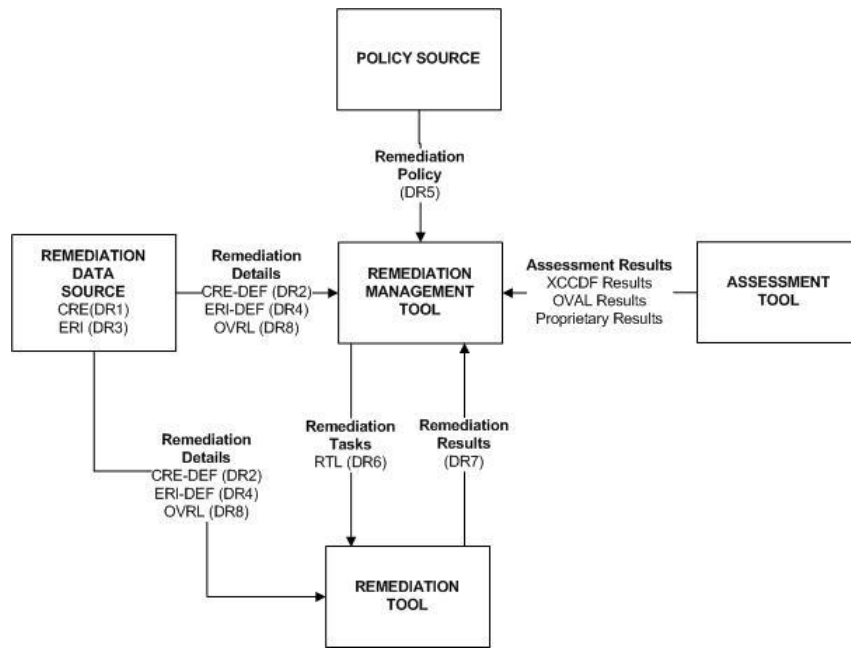 POLICY SOURCE
Remediation
Policy
(DR5)
REMEDIATION
DATA
SOURCE
CRE(DR1)
ERI (DR3)
Remediation
Details
CRE-DEF (DR2)
ERI-DEF (DR4)
OVRL (DR8)
REMEDIATION
MANAGEMENT
TOOL
Assessment Results
XCCDF Results
OVAL Results
Proprietary Results
ASSESSMENT
TOOL
Remediation
Details
CRE-DEF (DR2)
ERI-DEF (DR4)
OVRL (DR8)
Remediation
Tasks
RTL (DR6)
Remediation
Results
(DR7)
REMEDIATION
TOOL